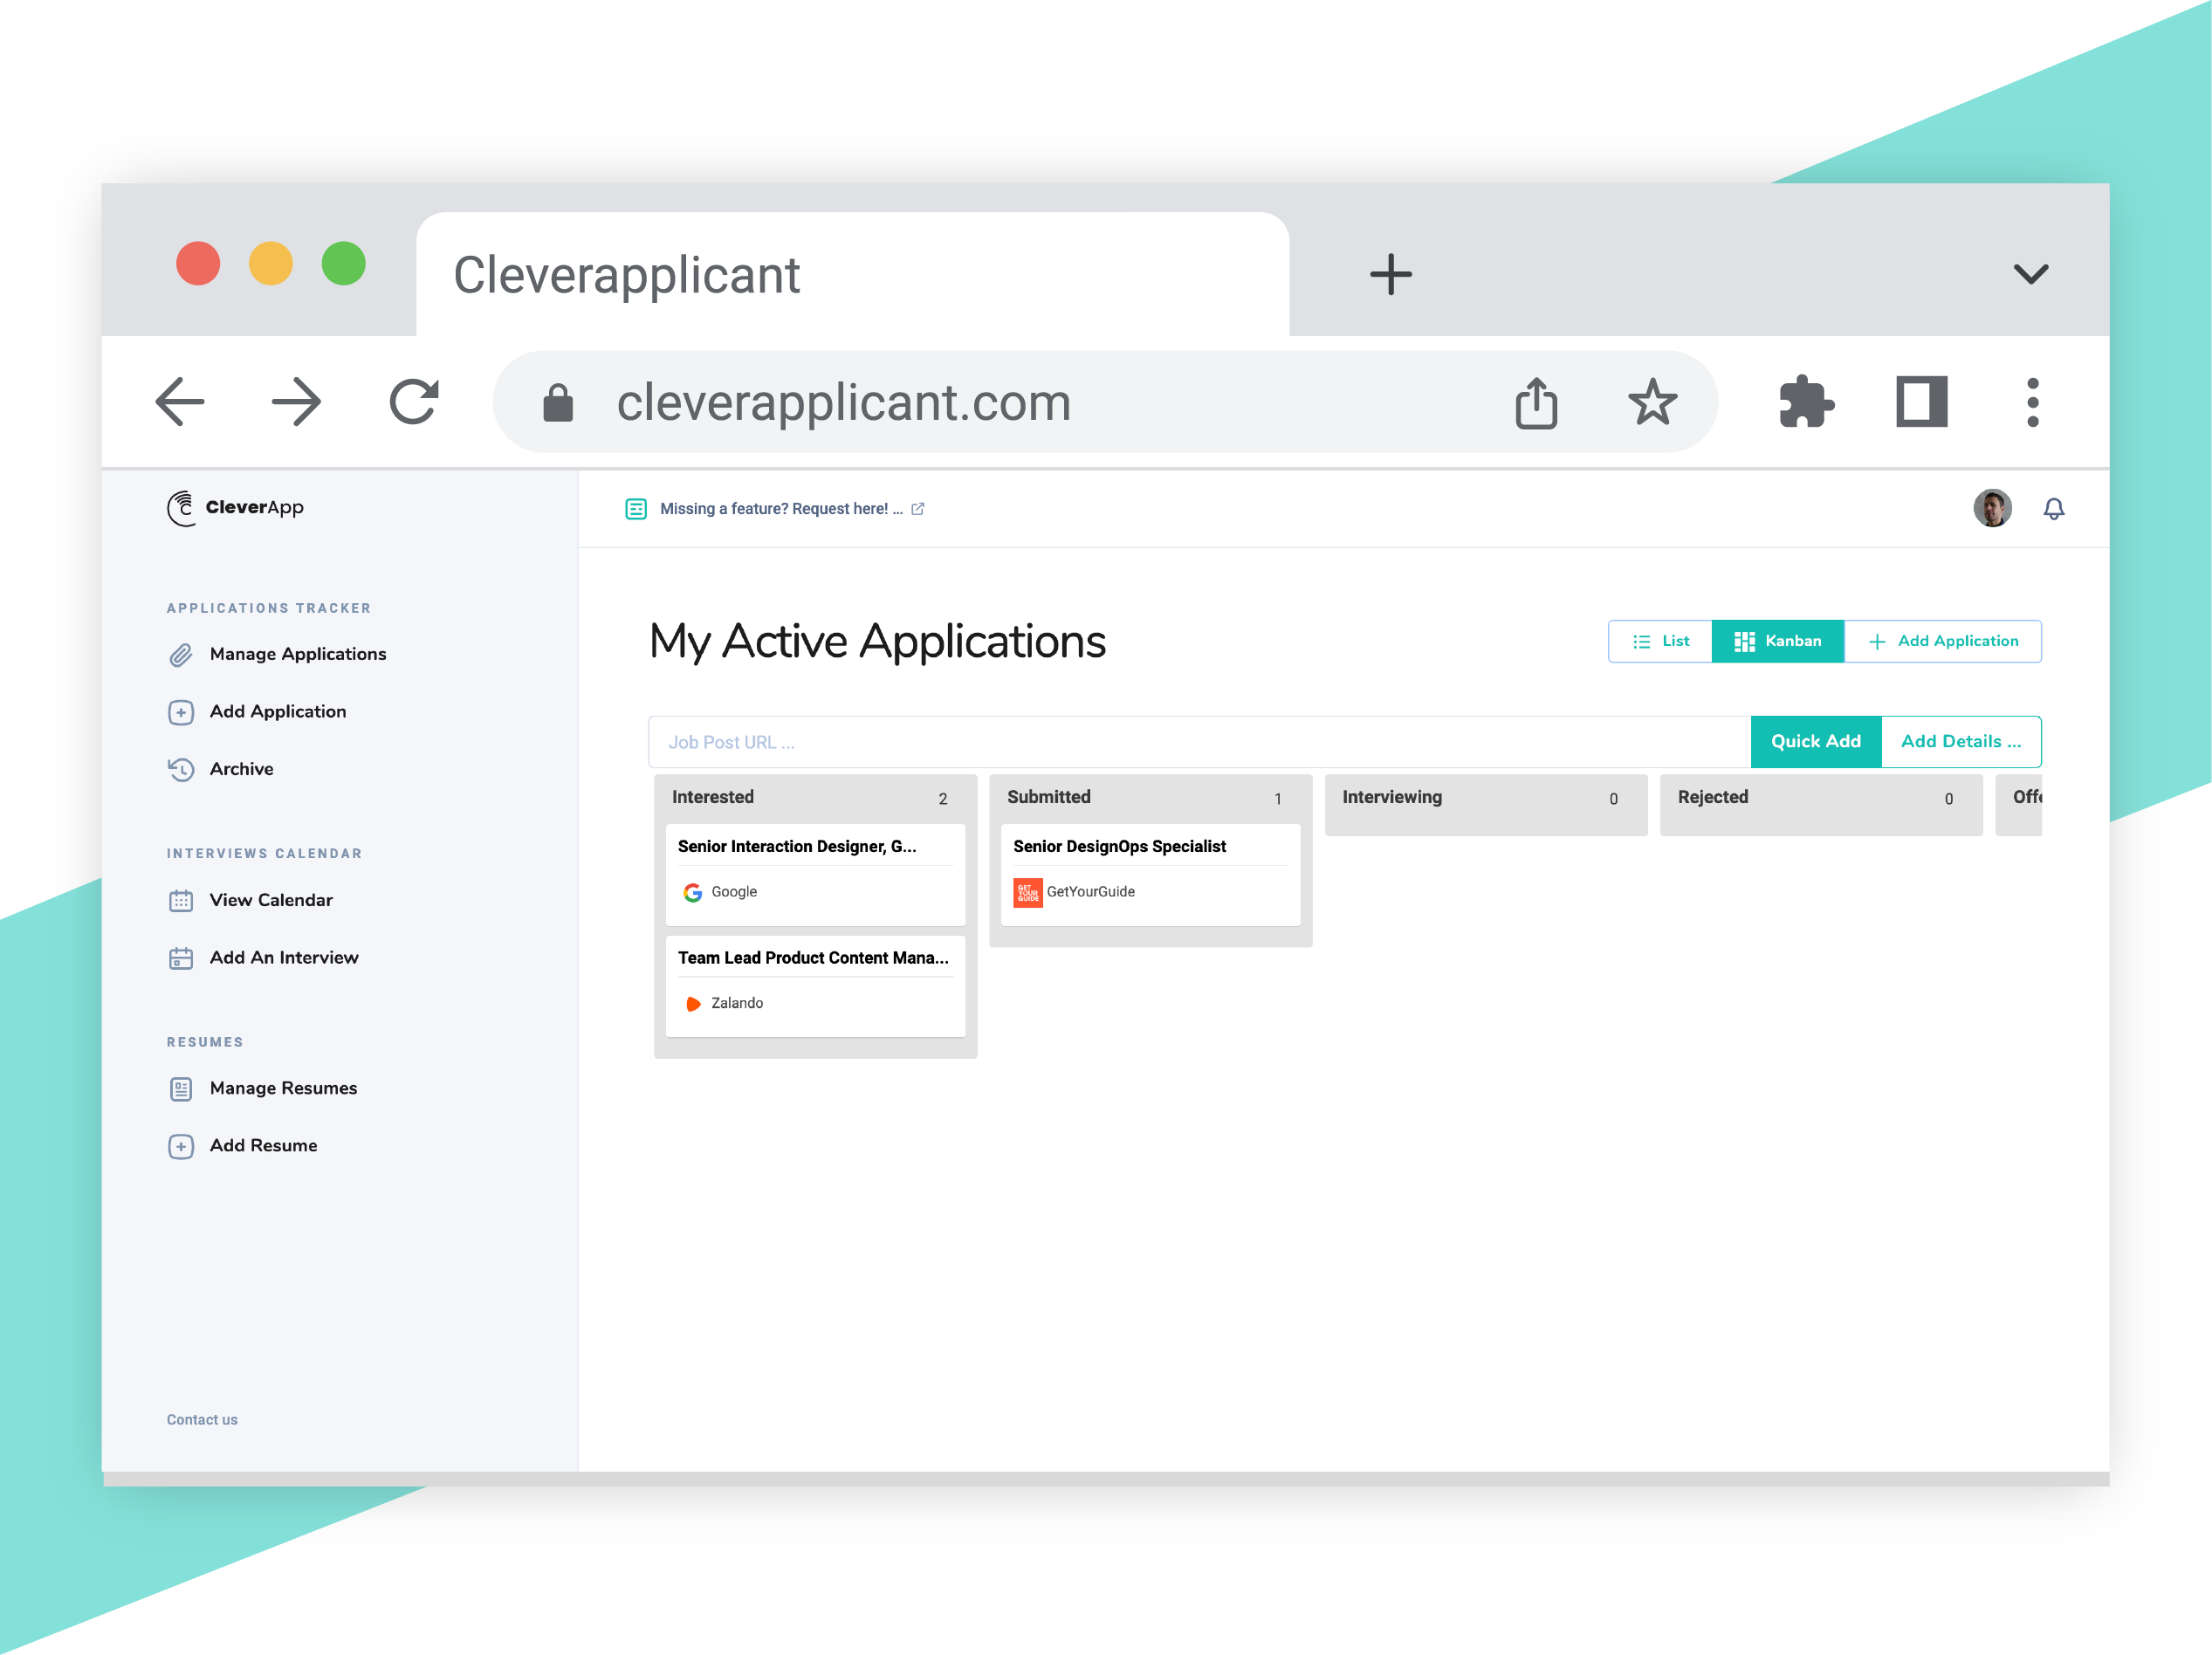 Cleverapplicant
cleverapplicant.com
CleverApp
Missing a feature? Request here! ...
APPLICATIONS TRACKER
Manage Applications
Add Application
Archive
INTERVIEWS CALENDAR
View Calendar
Add An Interview
RESUMES
Manage Resumes
Add Resume
Contact us
My Active Applications
List
Kanban
Add Application
Job Post URL ...
Quick Add
Add Details ...
Interested 2
Senior Interaction Designer, G...
Google
Team Lead Product Content Mana...
Zalando
Submitted 1
Senior DesignOps Specialist
GET
YOUR
GUIDE
GetYourGuide
Interviewing 0
Rejected 0